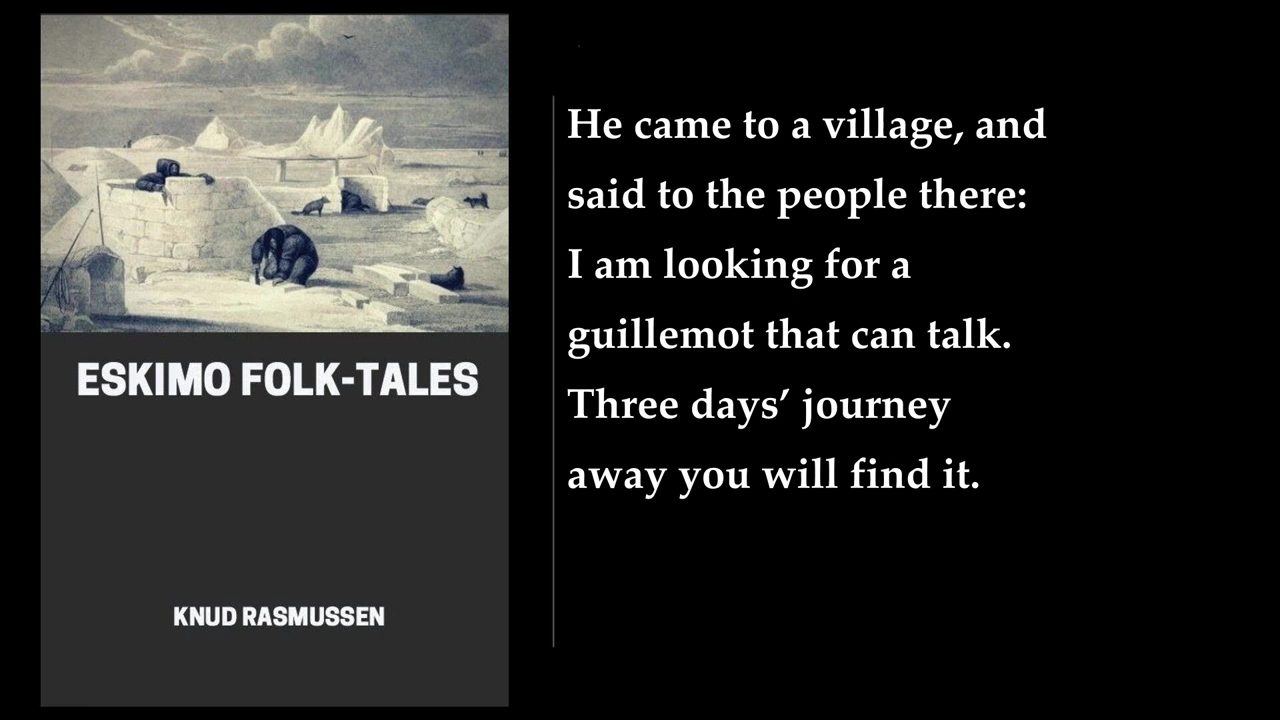 ESKIMO FOLK-TALES
KNUD RASMUSSEN
He came to a village, and
said to the people there:
I am looking for a
guillemot that can talk.
Three days’ journey
away you will find it.